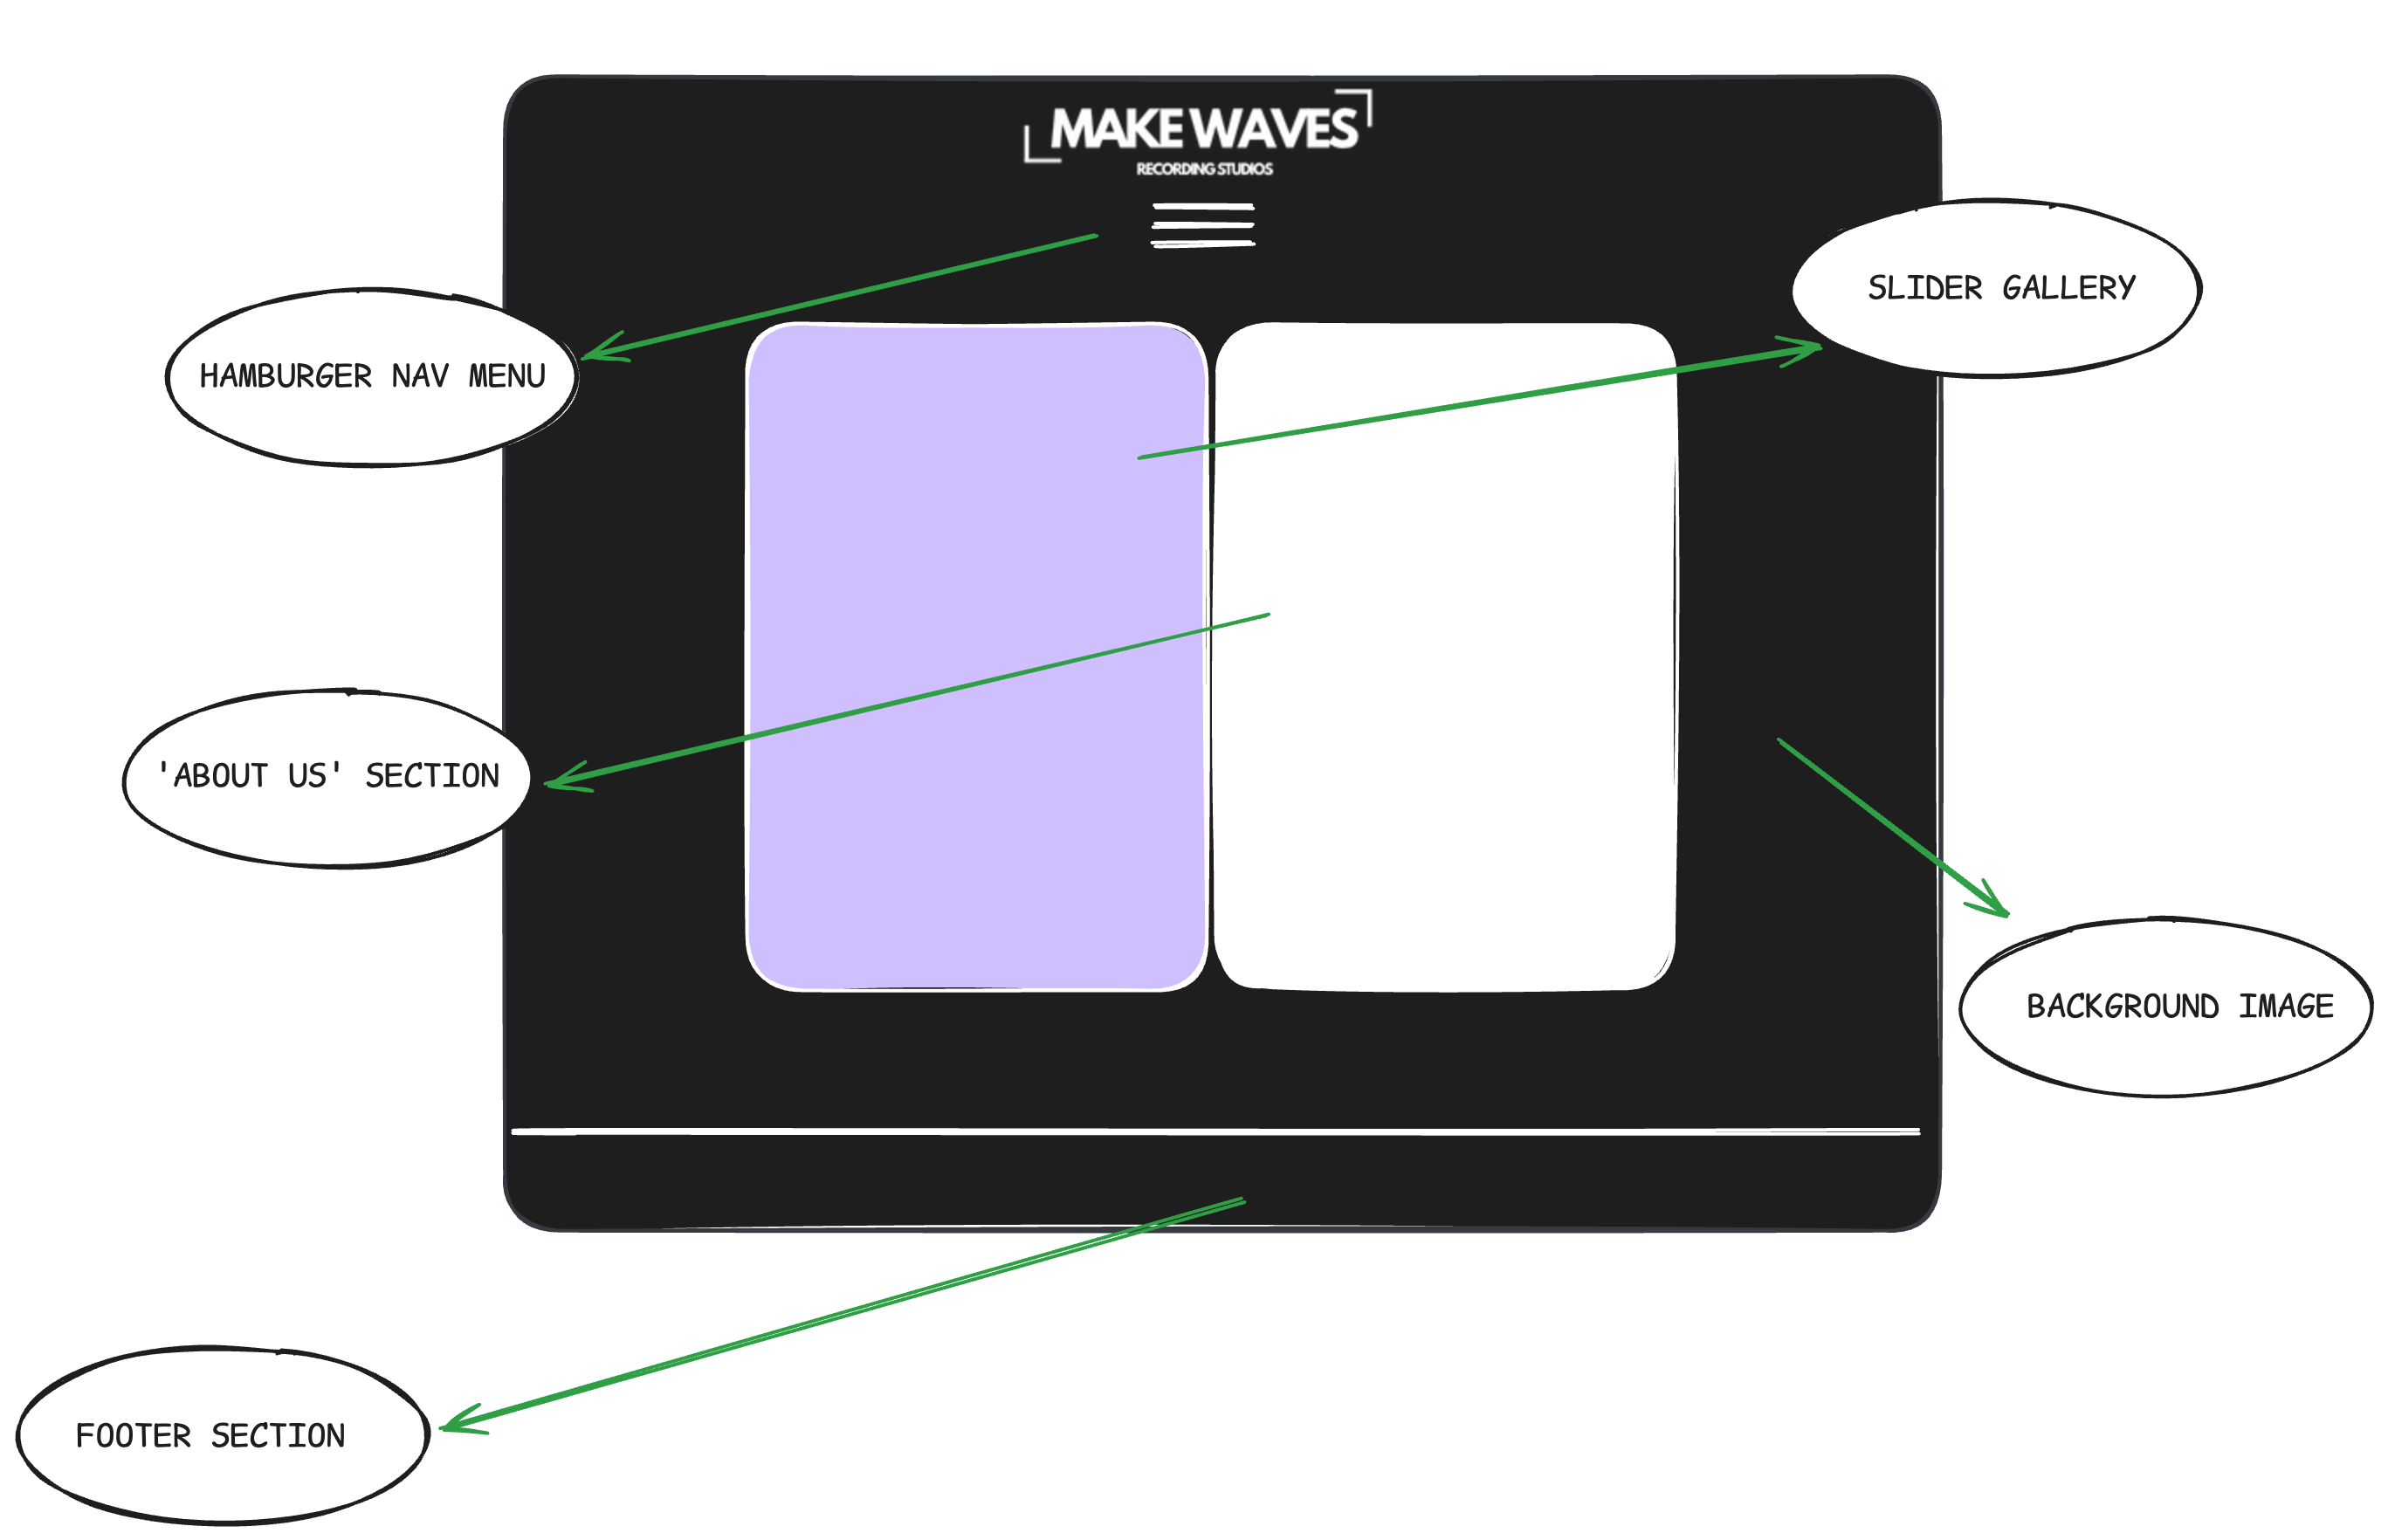 MAKE WAVES
RECORDING STUDIOS
SLIDER GALLERY
HAMBURGER NAV MENU
'ABOUT US' SECTION
BACKGROUND IMAGE
FOOTER SECTION